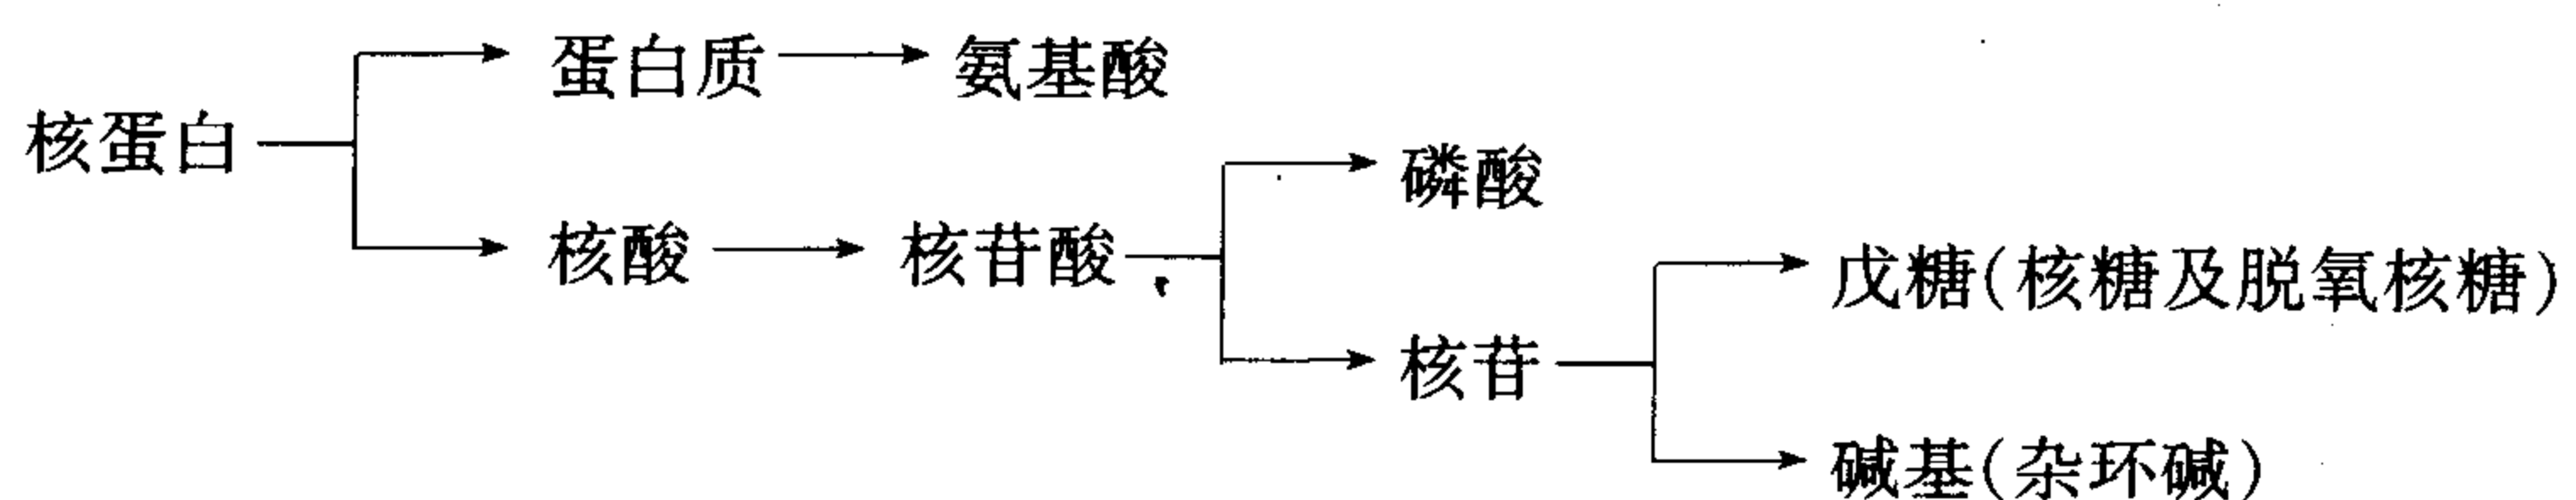 蛋白质 氨基酸
核蛋白
磷酸
核酸 核苷酸
戊糖(核糖及脱氧核糖)
核苷
碱基(杂环碱)